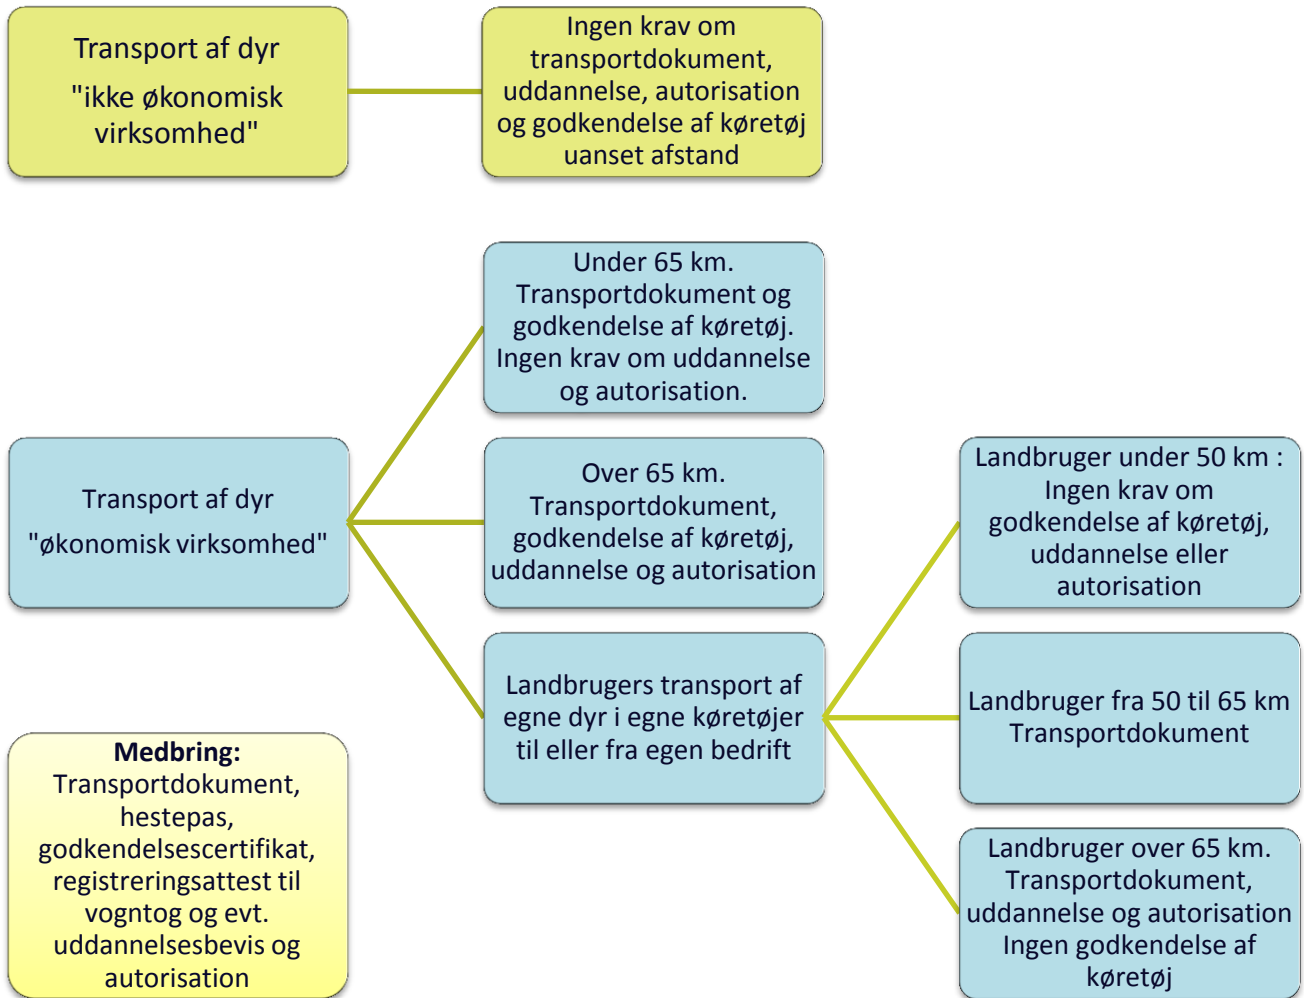 Transport af dyr
"ikke økonomisk
virksomhed"
Ingen krav om
transportdokument,
uddannelse, autorisation
og godkendelse af køretøj
uanset afstand
Transport af dyr
"økonomisk virksomhed"
Under 65 km.
Transportdokument og
godkendelse af køretøj.
Ingen krav om uddannelse
og autorisation.
Over 65 km.
Transportdokument,
godkendelse af køretøj,
uddannelse og autorisation
Landbrugers transport af
egne dyr i egne køretøjer
til eller fra egen bedrift
Landbruger under 50 km :
Ingen krav om
godkendelse af køretøj,
uddannelse eller
autorisation
Landbruger fra 50 til 65 km
Transportdokument
Landbruger over 65 km.
Transportdokument,
uddannelse og autorisation
Ingen godkendelse af
køretøj
Medbring:
Transportdokument,
hestepas,
godkendelsescertifikat,
registreringsattest til
vogntog og evt.
uddannelsesbevis og
autorisation